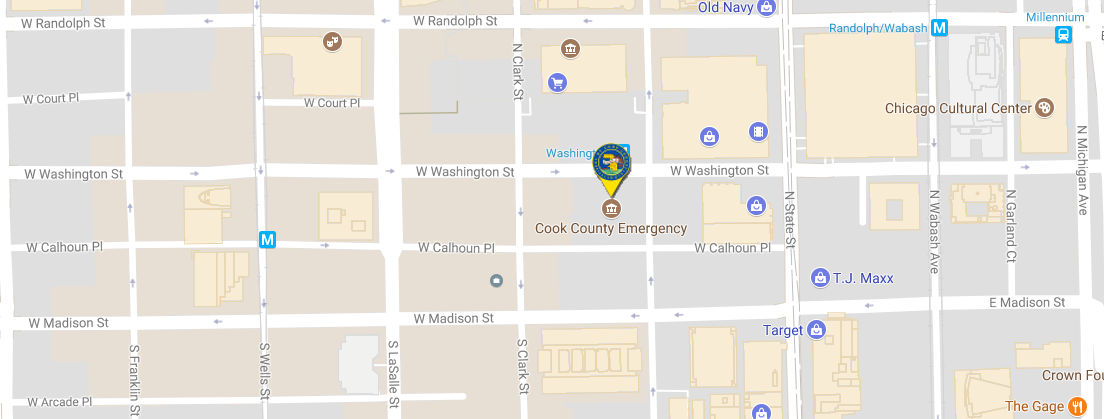 Old Navy
Millennium
W Randolph St
W Randolph St
Randolph/Wabash
M
N Clark St
W Court Pl
W Court Pl
Chicago Cultural Center
N Michigan Ave
Washington
W Washington St
W Washington St
W Washington St
N State St
N Wabash Ave
N Garland Ct
Cook County Emergency
M
W Calhoun Pl
W Calhoun Pl
W Calhoun Pl
T.J. Maxx
E Madison St
W Madison St
W Madison St
Target
S Franklin St
S Wells St
S LaSalle St
S Clark St
Crown Fou
W Arcade Pl
The Gage